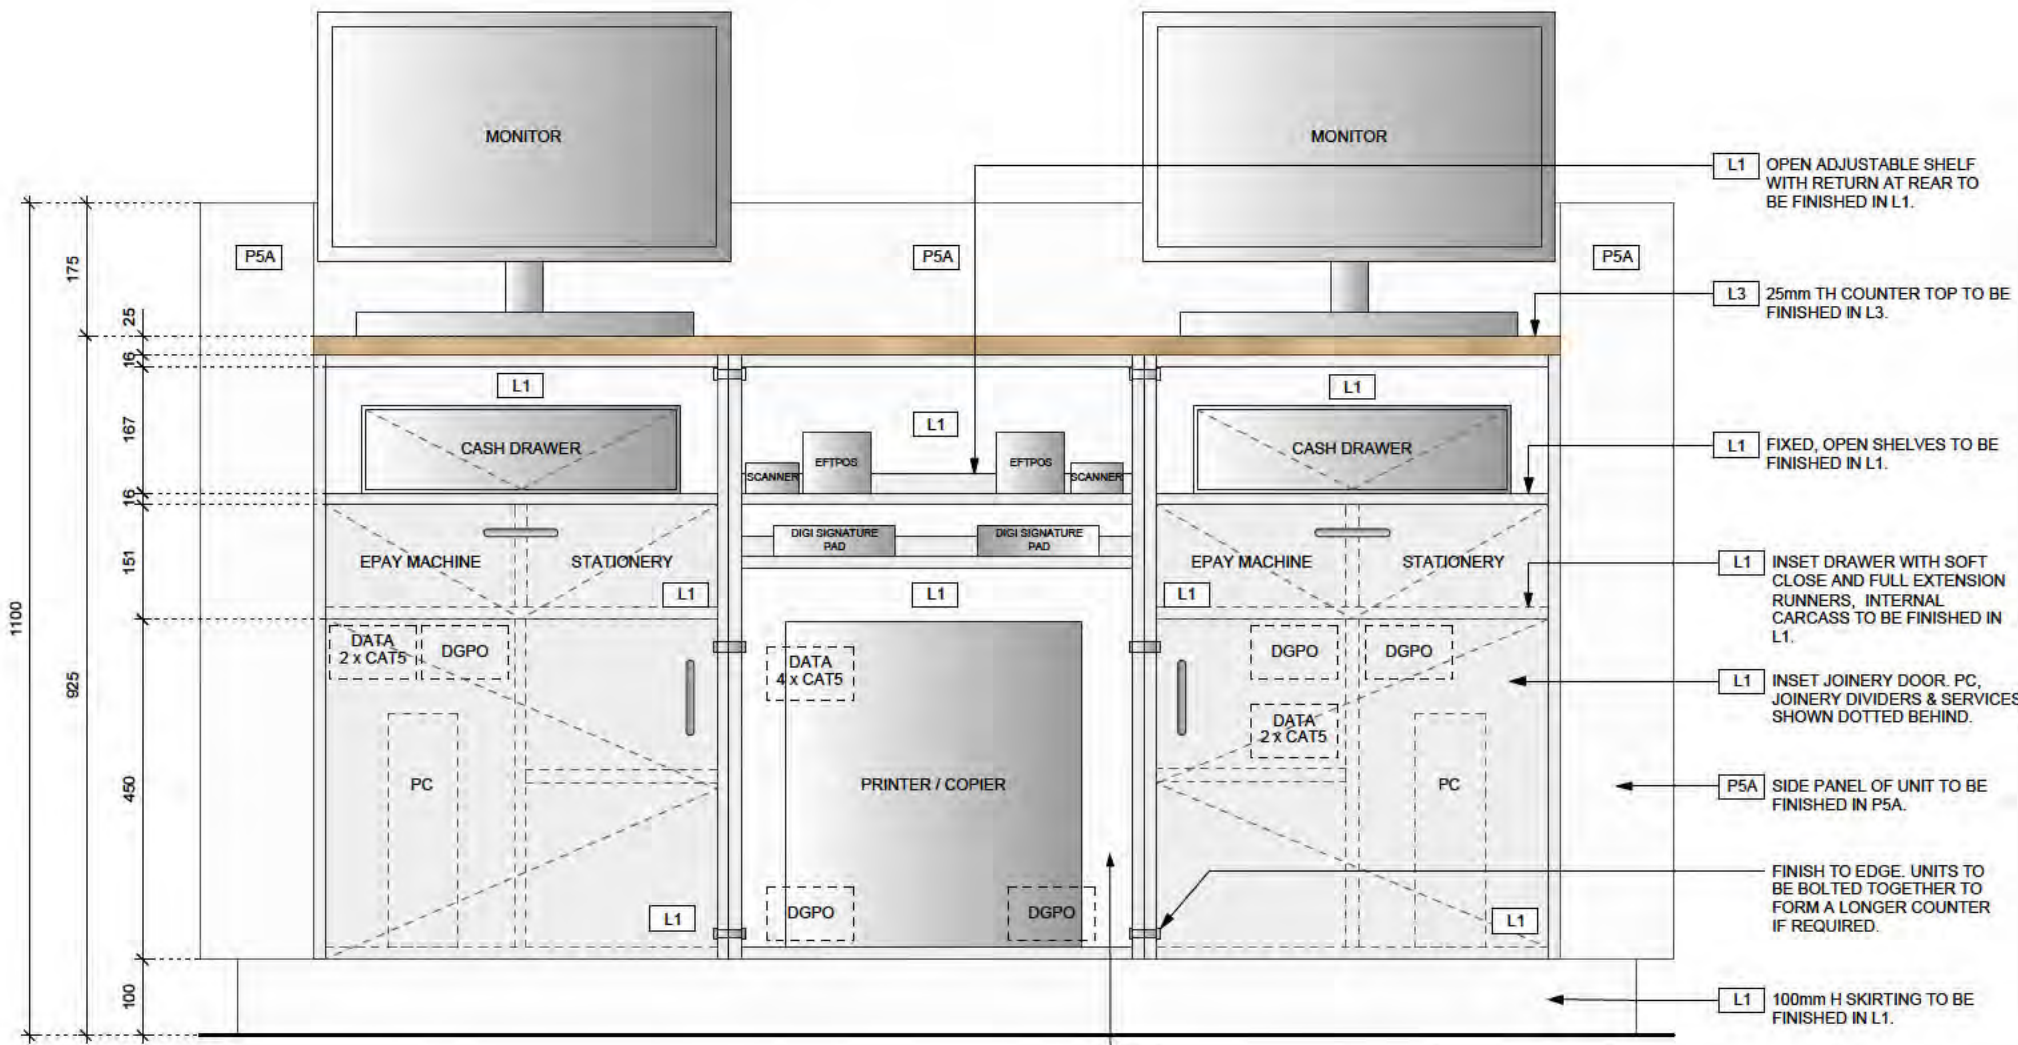 MONITOR
MONITOR
L1 OPEN ADJUSTABLE SHELF
WITH RETURN AT REAR TO
BE FINISHED IN L1.
P5A
P5A
P5A
175
L3 25mm TH COUNTER TOP TO BE
FINISHED IN L3.
25
16
L1
L1
L1
167
CASH DRAWER
CASH DRAWER
L1 FIXED, OPEN SHELVES TO BE
FINISHED IN L1.
EFTPOS
EFTPOS
SCANNER
SCANNER
16
DIGI SIGNATURE
PAD
DIGI SIGNATURE
PAD
EPAY MACHINE
STATIONERY
EPAY MACHINE
STATIONERY
151
L1 INSET DRAWER WITH SOFT
CLOSE AND FULL EXTENSION
RUNNERS, INTERNAL
CARCASS TO BE FINISHED IN
L1.
L1
L1
L1
1100
925
DATA
2 x CAT5
DGPO
DATA
4 x CAT5
DGPO
DGPO
L1 INSET JOINERY DOOR. PC,
JOINERY DIVIDERS & SERVICES
SHOWN DOTTED BEHIND.
DATA
2 x CAT5
450
PC
PRINTER / COPIER
PC
P5A SIDE PANEL OF UNIT TO BE
FINISHED IN P5A.
FINISH TO EDGE. UNITS TO
BE BOLTED TOGETHER TO
FORM A LONGER COUNTER
IF REQUIRED.
L1
DGPO
DGPO
L1
100
L1 100mm H SKIRTING TO BE
FINISHED IN L1.